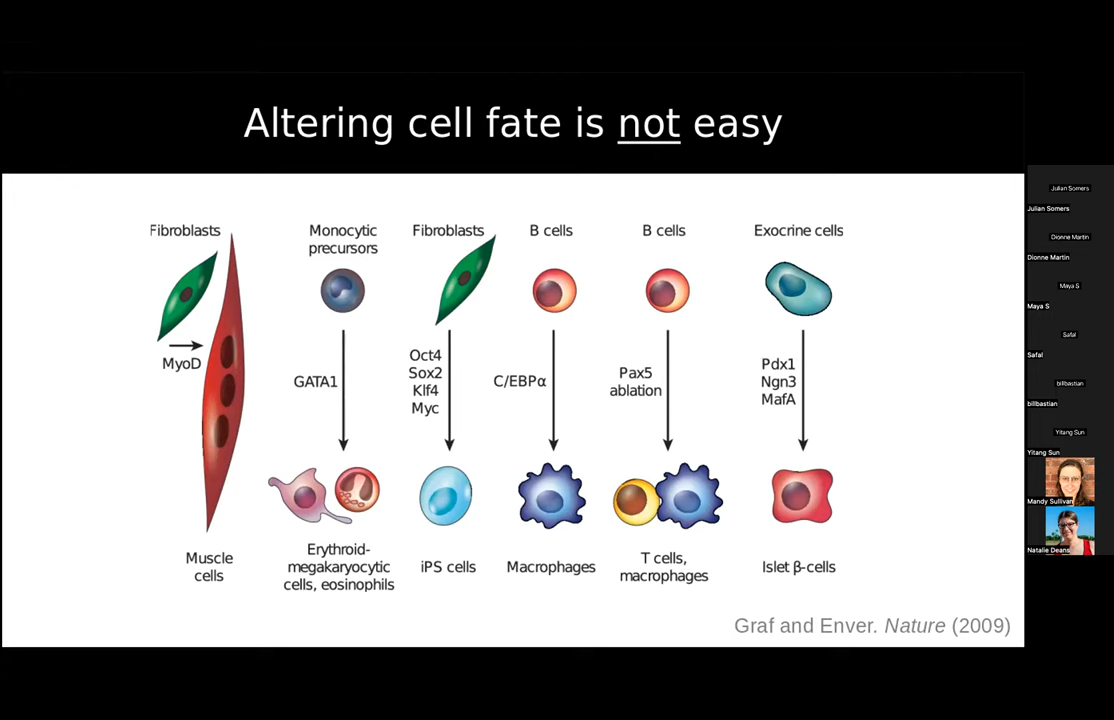 Altering cell fate is not easy
Fibroblasts
MyoD
Muscle
cells
Monocytic
precursors
GATA1
Erythroid-
megakaryocytic
cells, eosinophils
Fibroblasts
Oct4
Sox2
Klf4
Myc
iPS cells
B cells
C/EBPα
Macrophages
B cells
Pax5
ablation
T cells,
macrophages
Exocrine cells
Pdx1
Ngn3
MafA
Islet β-cells
Graf and Enver. Nature (2009)
Julian Somers
Julian Somers
Dionne Martin
Dionne Martin
Maya S
Maya S
Safal
Safal
billbastian
billbastian
Yitang Sun
Yitang Sun
Mandy Sullivan
Natalie Deans